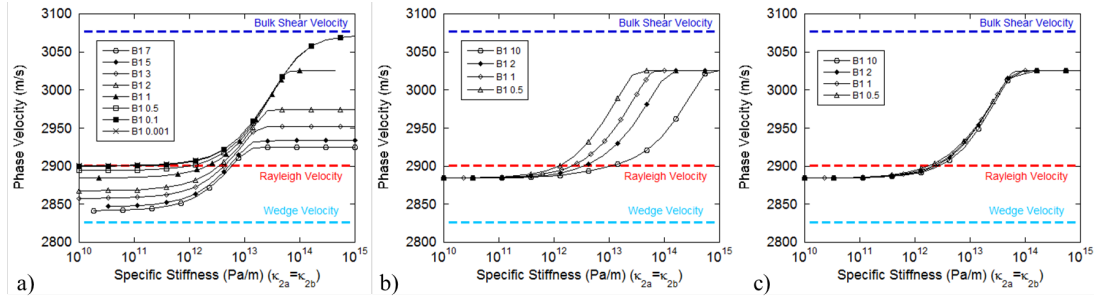 3100
3050
3000
2950
2900
2850
2800
Phase Velocity (m/s)
Bulk Shear Velocity
B1 7
B1 5
B1 3
B1 2
B1 1
B1 0.5
B1 0.1
B1 0.001
Rayleigh Velocity
Wedge Velocity
10^10 10^11 10^12 10^13 10^14 10^15
Specific Stiffness (Pa/m) (κ2a=κ2b)
a)
3100
3050
3000
2950
2900
2850
2800
Phase Velocity (m/s)
Bulk Shear Velocity
B1 10
B1 2
B1 1
B1 0.5
Rayleigh Velocity
Wedge Velocity
10^10 10^11 10^12 10^13 10^14 10^15
Specific Stiffness (Pa/m) (κ2a=κ2b)
b)
3100
3050
3000
2950
2900
2850
2800
Phase Velocity (m/s)
Bulk Shear Velocity
B1 10
B1 2
B1 1
B1 0.5
Rayleigh Velocity
Wedge Velocity
10^10 10^11 10^12 10^13 10^14 10^15
Specific Stiffness (Pa/m) (κ2a=κ2b)
c)